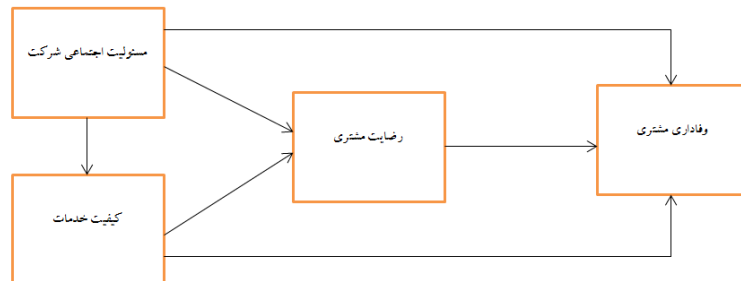 مسئولیت اجتماعی شرکت
رضایت مشتری
وفاداری مشتری
کیفیت خدمات